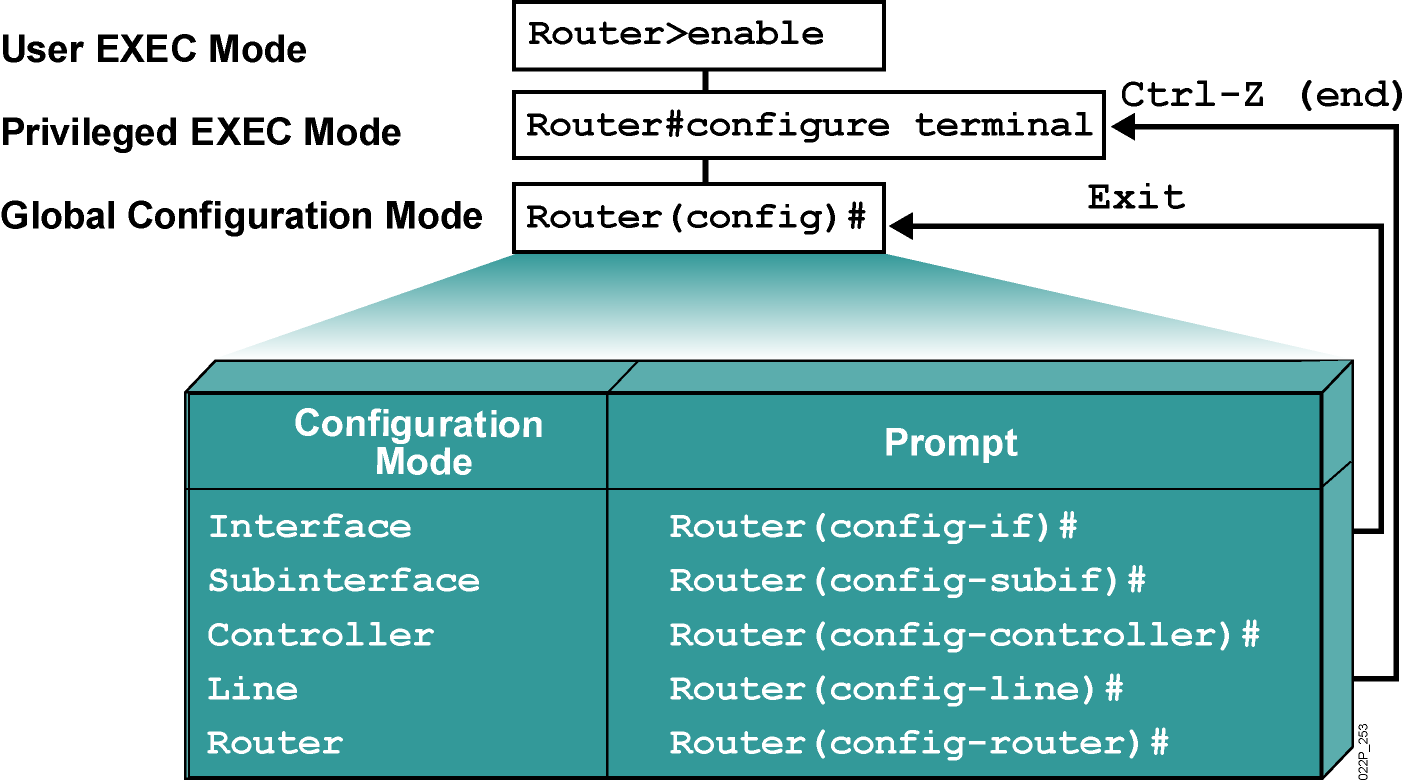 User EXEC Mode
Router>enable
Ctrl-Z (end)
Privileged EXEC Mode
Router#configure terminal
Exit
Global Configuration Mode
Router(config)#
Configuration
Mode
Prompt
Interface
Router(config-if)#
Subinterface
Router(config-subif)#
Controller
Router(config-controller)#
Line
Router(config-line)#
Router
Router(config-router)#
022P_253